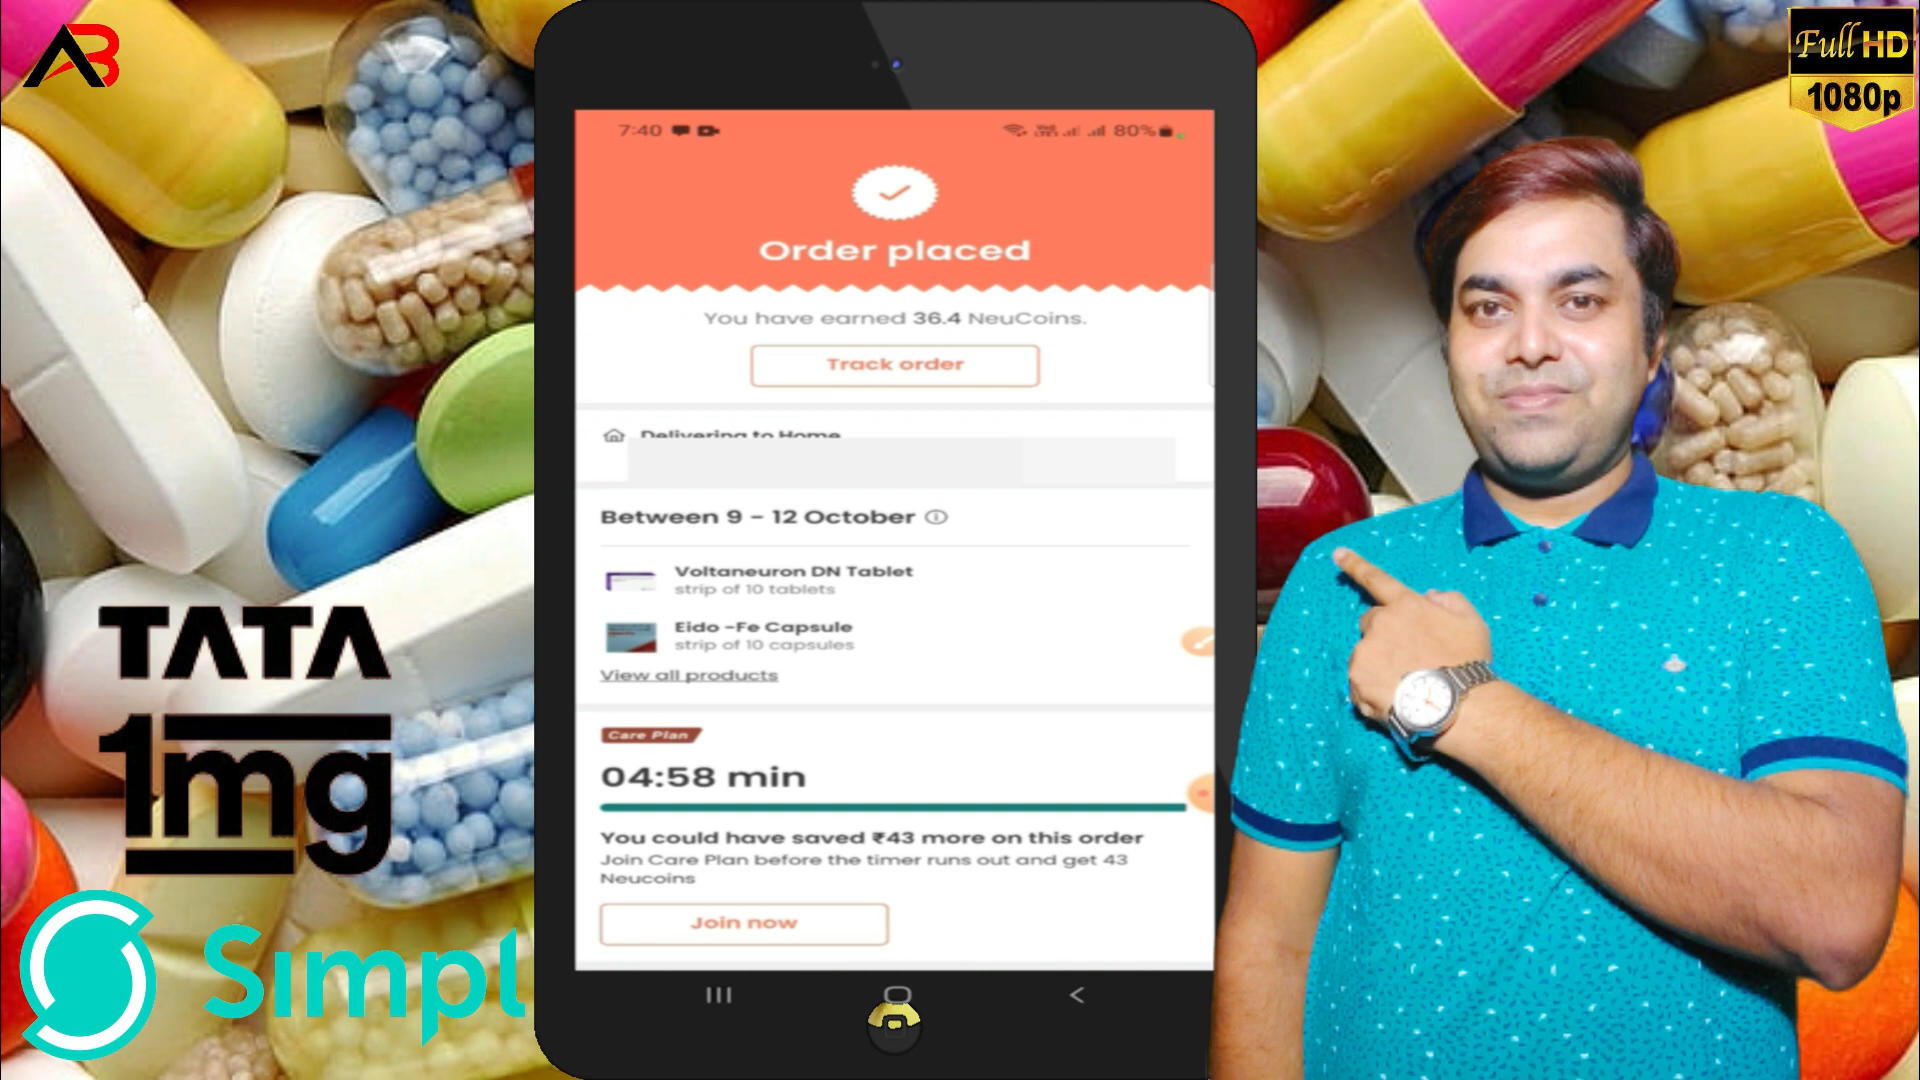 AB
Full HD
1080p
7:40
80%
Order placed
You have earned 36.4 NeuCoins.
Track order
Delivering to Home
Between 9 - 12 October
Voltaneuron DN Tablet
strip of 10 tablets
Eido -Fe Capsule
strip of 10 capsules
View all products
Care Plan
04:58 min
You could have saved ₹43 more on this order
Join Care Plan before the timer runs out and get 43
Neucoins
Join now
TATA
1mg
Simpl